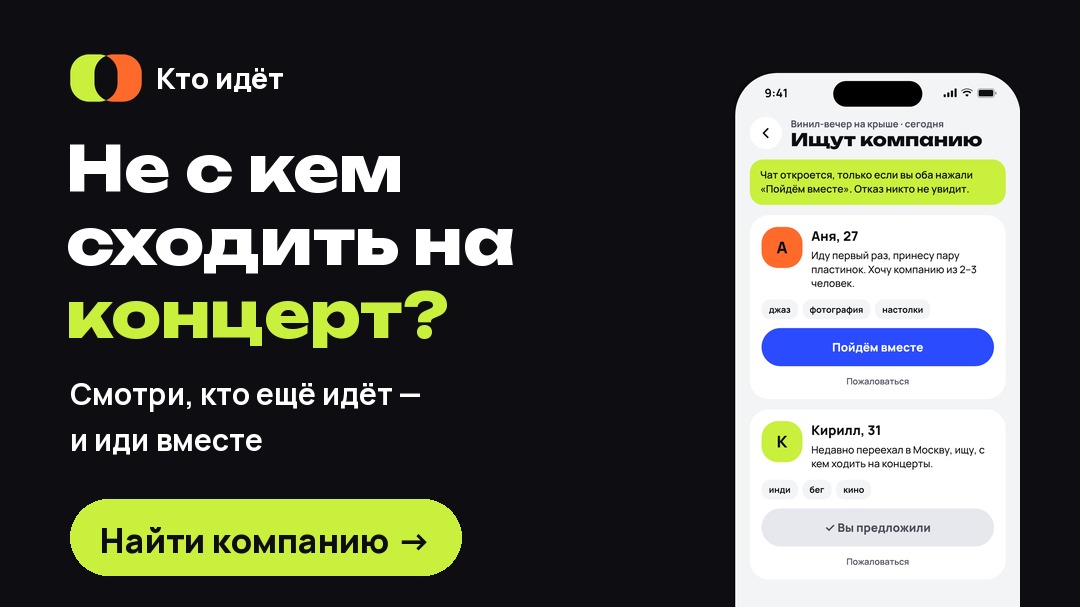 Кто идёт
Не с кем
сходить на
концерт?
Смотри, кто ещё идёт —
и иди вместе
Найти компанию →
9:41
Винил-вечер на крыше · сегодня
Ищут компанию
Чат откроется, только если вы оба нажали
«Пойдём вместе». Отказ никто не увидит.
А
Аня, 27
Иду первый раз, принесу пару
пластинок. Хочу компанию из 2–3
человек.
джаз фотография настолки
Пойдём вместе
Пожаловаться
К
Кирилл, 31
Недавно переехал в Москву, ищу, с
кем ходить на концерты.
инди бег кино
✓ Вы предложили
Пожаловаться